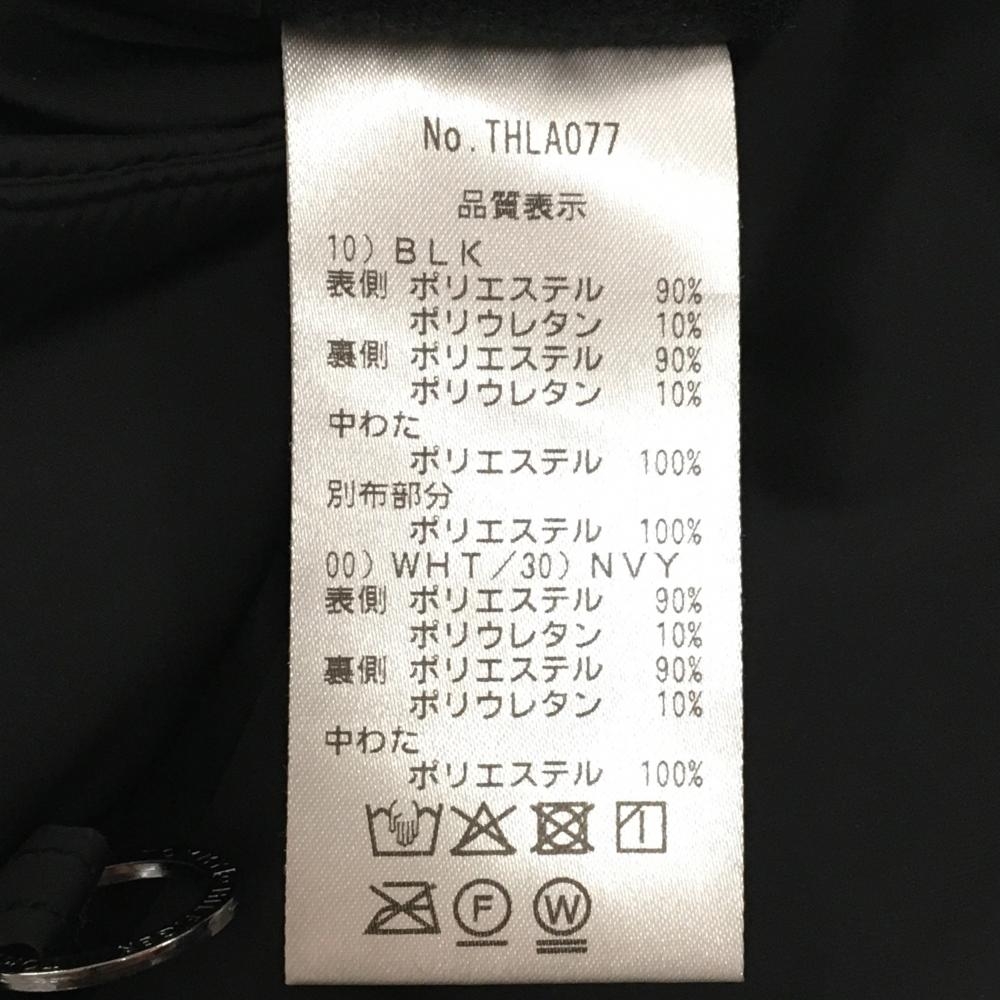 No.THLA077
品質表示
10) BLK
表側 ポリエステル 90%
ポリウレタン 10%
裏側 ポリエステル 90%
ポリウレタン 10%
中わた
ポリエステル 100%
別布部分
ポリエステル 100%
00) WHT/30) NVY
表側 ポリエステル 90%
ポリウレタン 10%
裏側 ポリエステル 90%
ポリウレタン 10%
中わた
ポリエステル 100%
F W